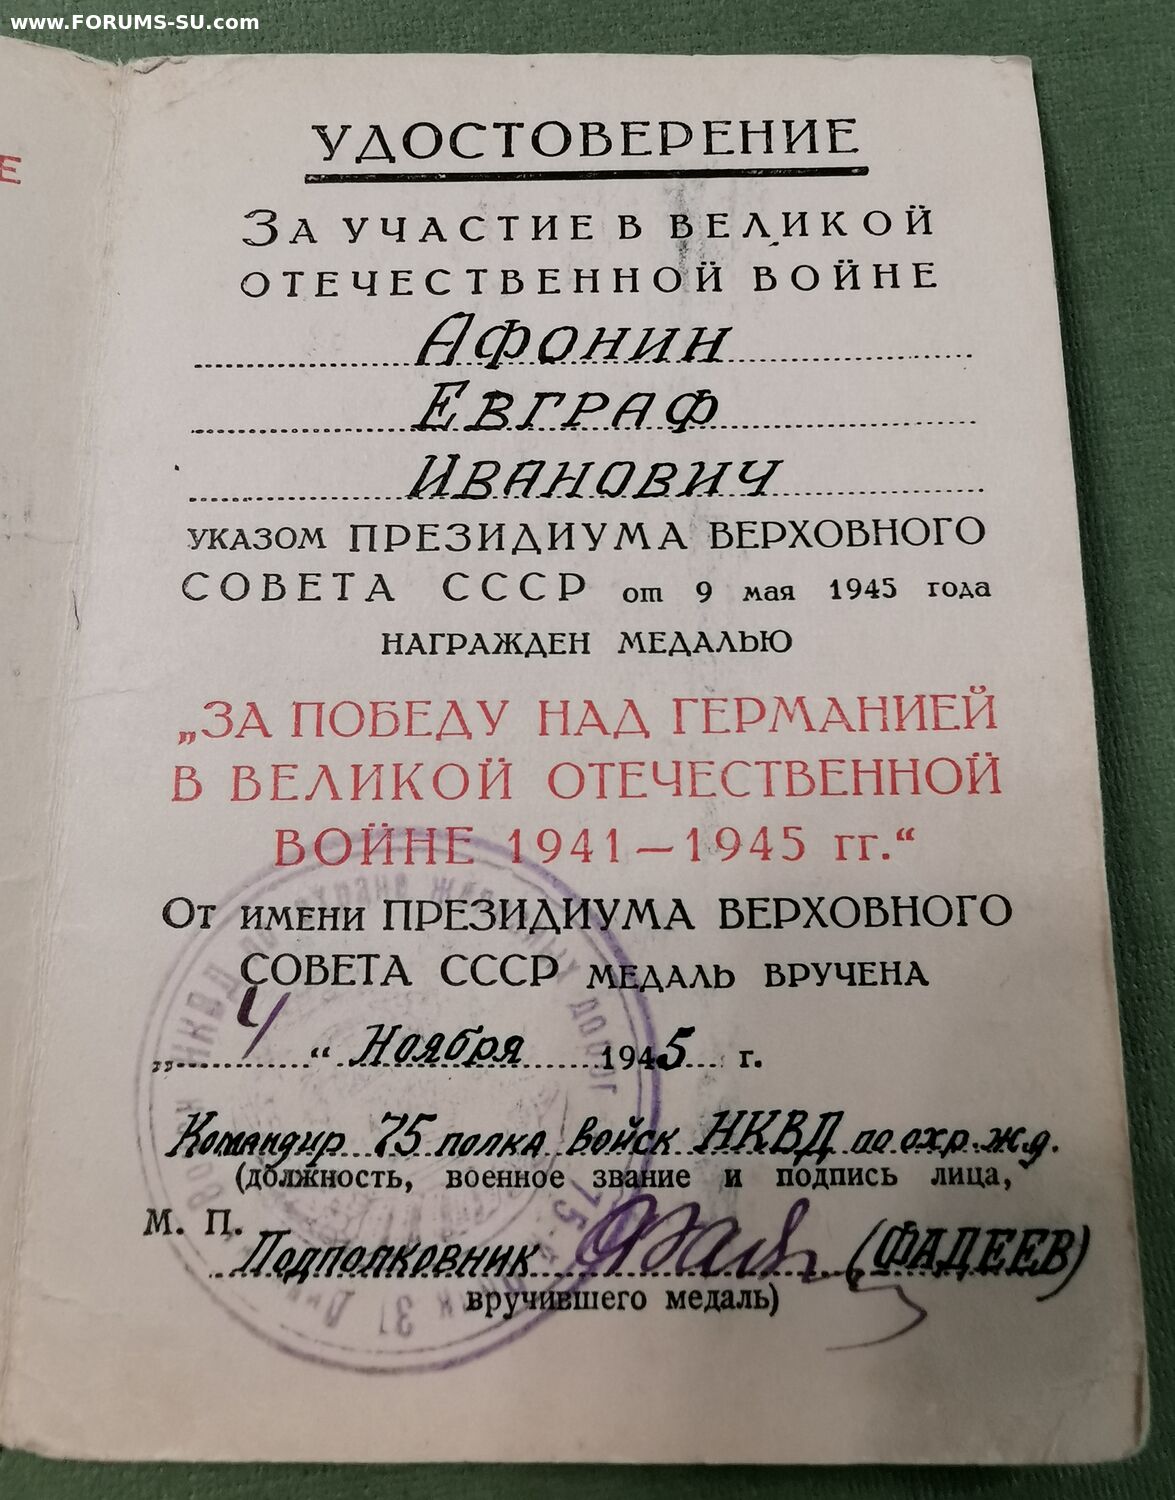 www.FORUMS-SU.com
Е
УДОСТОВЕРЕНИЕ
ЗА УЧАСТИЕ В ВЕЛИКОЙ
ОТЕЧЕСТВЕННОЙ ВОЙНЕ
АФОНИН
ЕВГРАФ
ИВАНОВИЧ
УКАЗОМ ПРЕЗИДИУМА ВЕРХОВНОГО
СОВЕТА СССР от 9 мая 1945 года
НАГРАЖДЕН МЕДАЛЬЮ
„ЗА ПОБЕДУ НАД ГЕРМАНИЕЙ
В ВЕЛИКОЙ ОТЕЧЕСТВЕННОЙ
ВОЙНЕ 1941—1945 гг.“
ОТ ИМЕНИ ПРЕЗИДИУМА ВЕРХОВНОГО
СОВЕТА СССР МЕДАЛЬ ВРУЧЕНА
„4“ Ноября 1945 г.
Командир 75 полка войск НКВД по охр. ж.д.
(должность, военное звание и подпись лица,
М. П.
Подполковник (ФАДЕЕВ)
вручившего медаль)